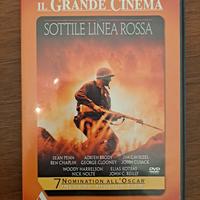 IL GRANDE CINEMA
SOTTILE LINEA ROSSA
SEAN PENN ADRIEN BRODY JIM CAVIEZEL
BEN CHAPLIN GEORGE CLOONEY JOHN CUSACK
WOODY HARRELSON ELIAS KOTEAS
NICK NOLTE JOHN C. REILLY
DVD
7 NOMINATION ALL'OSCAR